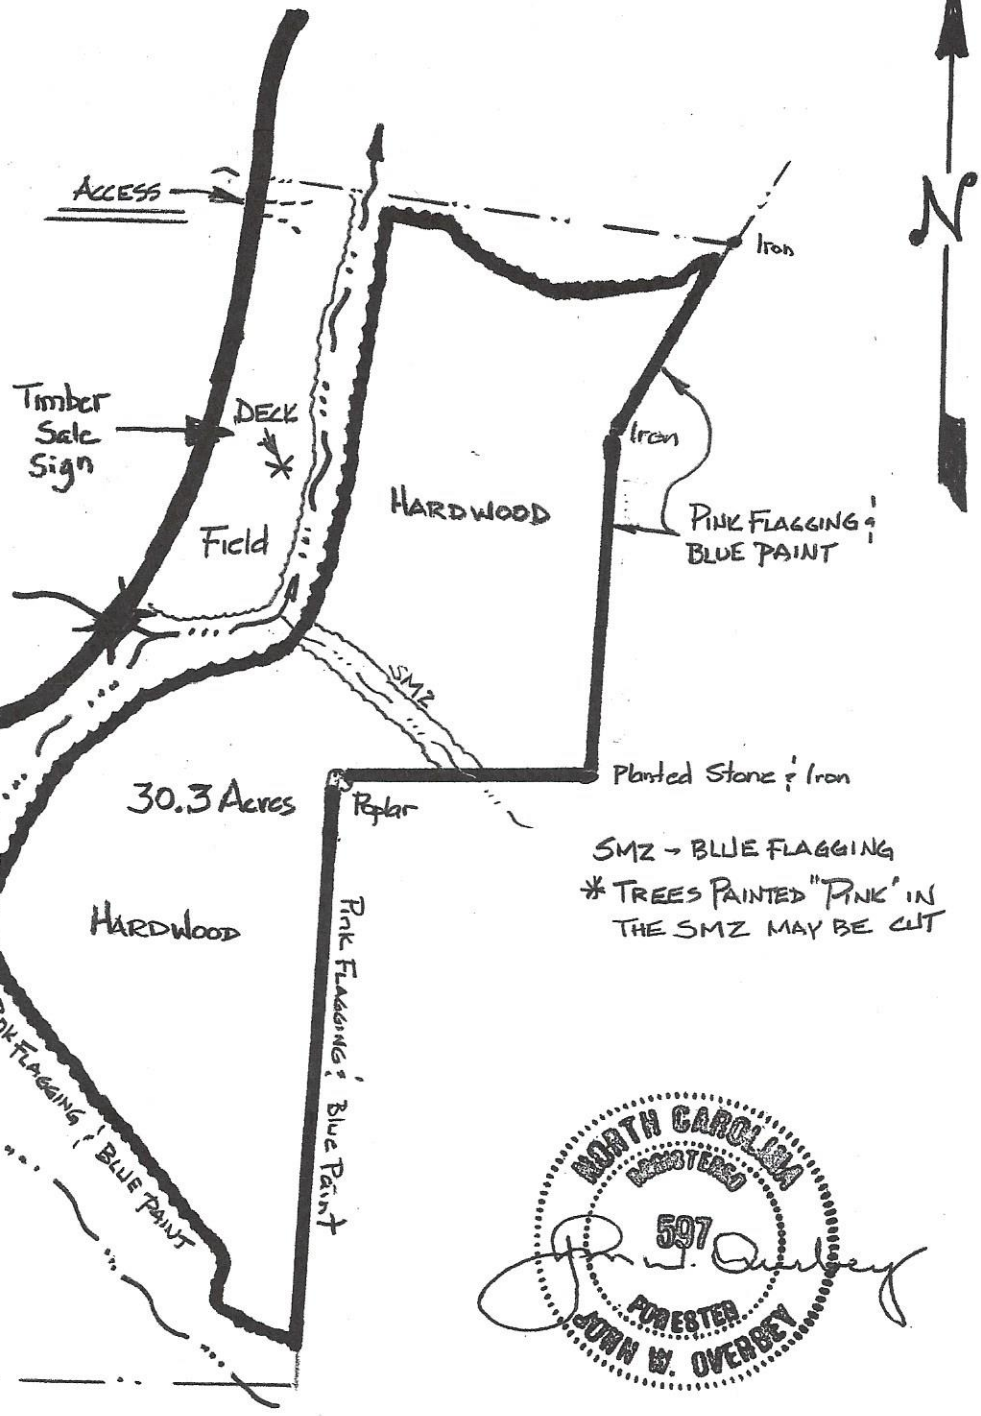 ACCESS
N
Iron
Timber
Sale
Sign
DECK
Iron
HARDWOOD
PINK FLAGGING &
BLUE PAINT
Field
SMZ
Planted Stone & Iron
30.3 Acres
Poplar
SMZ → BLUE FLAGGING
* TREES PAINTED "PINK" IN
THE SMZ MAY BE CUT
HARDWOOD
Pink Flagging & Blue Paint
FLAGGING & BLUE PAINT
NORTH CAROLINA
REGISTERED
597
John W. Overbey
FORESTER
JOHN W. OVERBEY